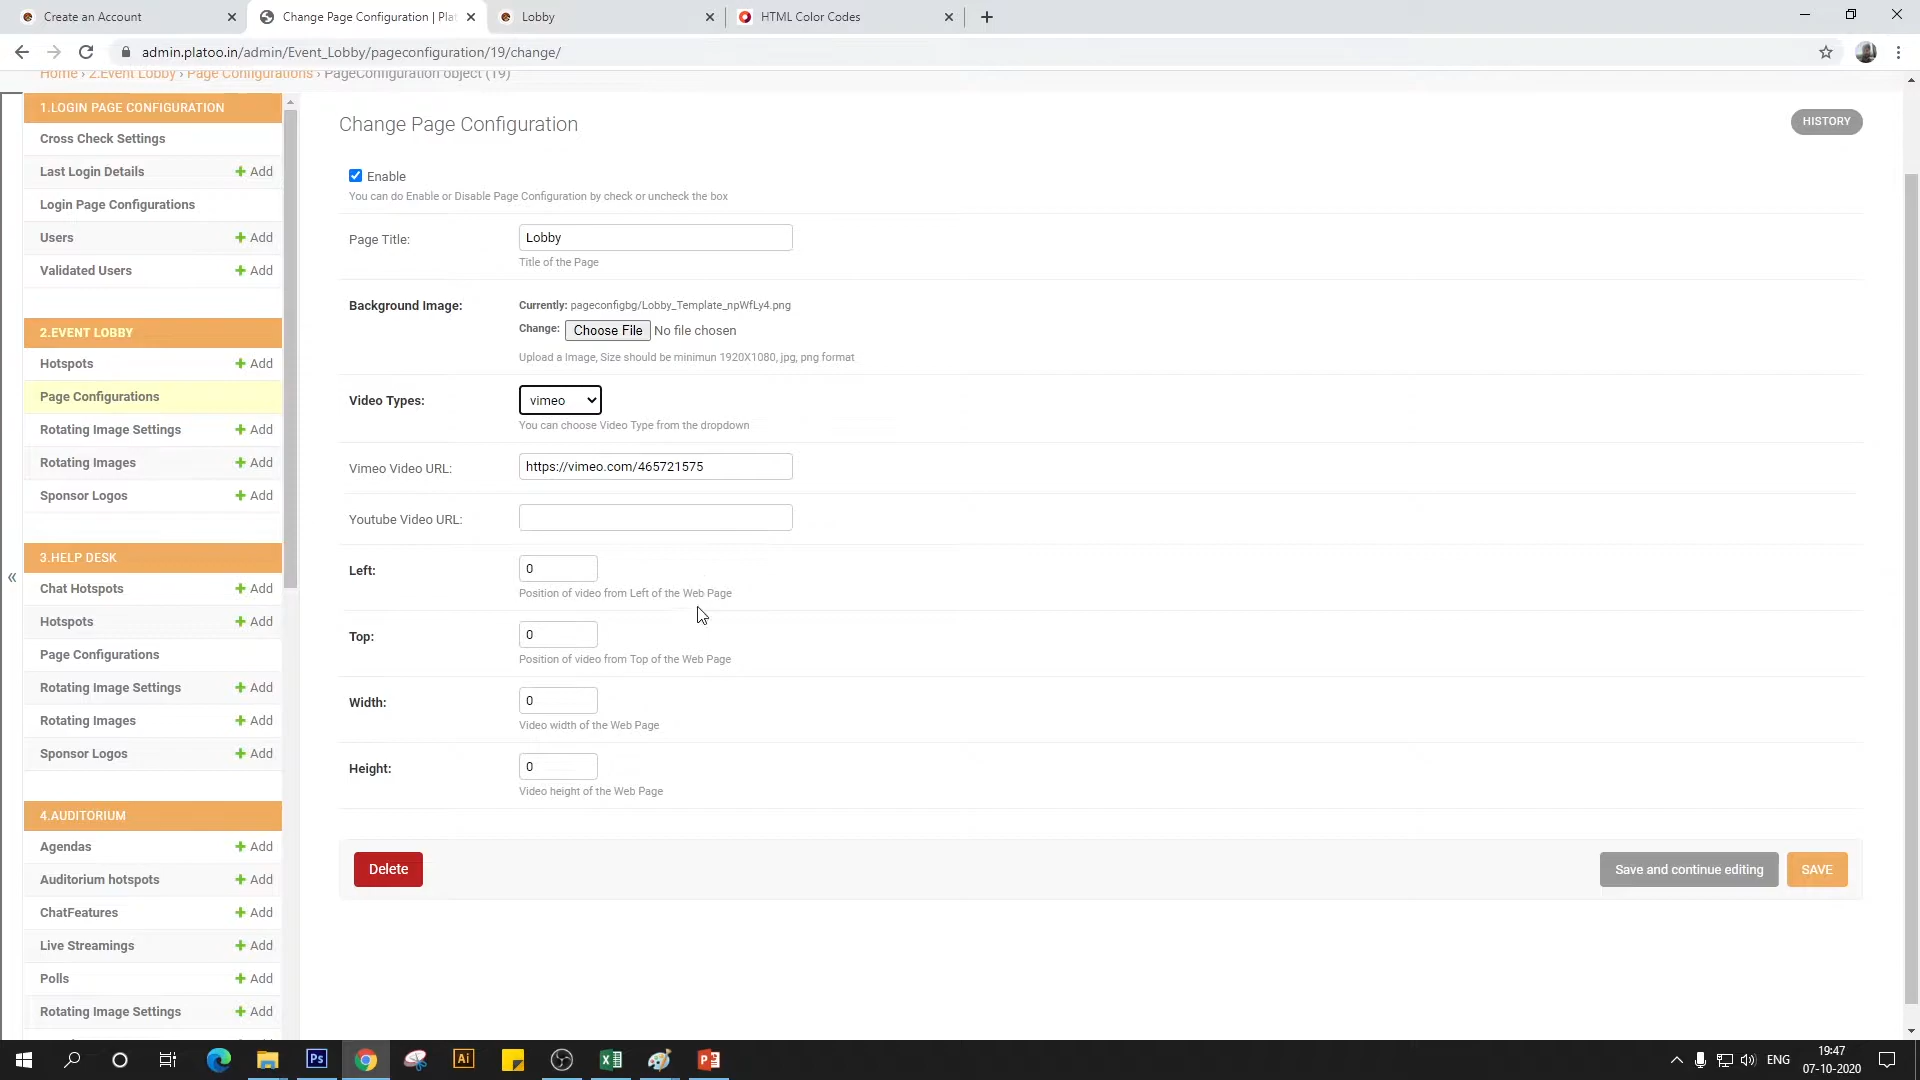 Create an Account
Change Page Configuration | Plat
Lobby
HTML Color Codes
admin.platoo.in/admin/Event_Lobby/pageconfiguration/19/change/
Home › 2.Event Lobby › Page Configurations › PageConfiguration object (19)
1.LOGIN PAGE CONFIGURATION
Cross Check Settings
Last Login Details Add
Login Page Configurations
Users Add
Validated Users Add
2.EVENT LOBBY
Hotspots Add
Page Configurations
Rotating Image Settings Add
Rotating Images Add
Sponsor Logos Add
3.HELP DESK
Chat Hotspots Add
Hotspots Add
Page Configurations
Rotating Image Settings Add
Rotating Images Add
Sponsor Logos Add
4.AUDITORIUM
Agendas Add
Auditorium hotspots Add
ChatFeatures Add
Live Streamings Add
Polls Add
Rotating Image Settings Add
«
Change Page Configuration
HISTORY
Enable
You can do Enable or Disable Page Configuration by check or uncheck the box
Page Title: Lobby
Title of the Page
Background Image: Currently: pageconfigbg/Lobby_Template_npWfLy4.png
Change: Choose File No file chosen
Upload a Image, Size should be minimun 1920X1080, jpg, png format
Video Types: vimeo
You can choose Video Type from the dropdown
Vimeo Video URL: https://vimeo.com/465721575
Youtube Video URL:
Left: 0
Position of video from Left of the Web Page
Top: 0
Position of video from Top of the Web Page
Width: 0
Video width of the Web Page
Height: 0
Video height of the Web Page
Delete
Save and continue editing
SAVE
Ps
Ai
ENG
19:47
07-10-2020